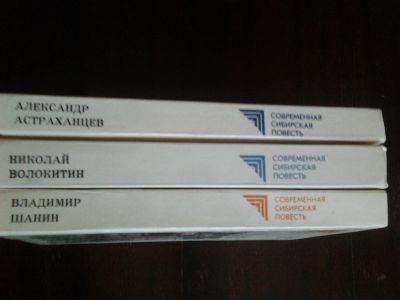 АЛЕКСАНДР
АСТРАХАНЦЕВ
СОВРЕМЕННАЯ
СИБИРСКАЯ
ПОВЕСТЬ
НИКОЛАЙ
ВОЛОКИТИН
СОВРЕМЕННАЯ
СИБИРСКАЯ
ПОВЕСТЬ
ВЛАДИМИР
ШАНИН
СОВРЕМЕННАЯ
СИБИРСКАЯ
ПОВЕСТЬ